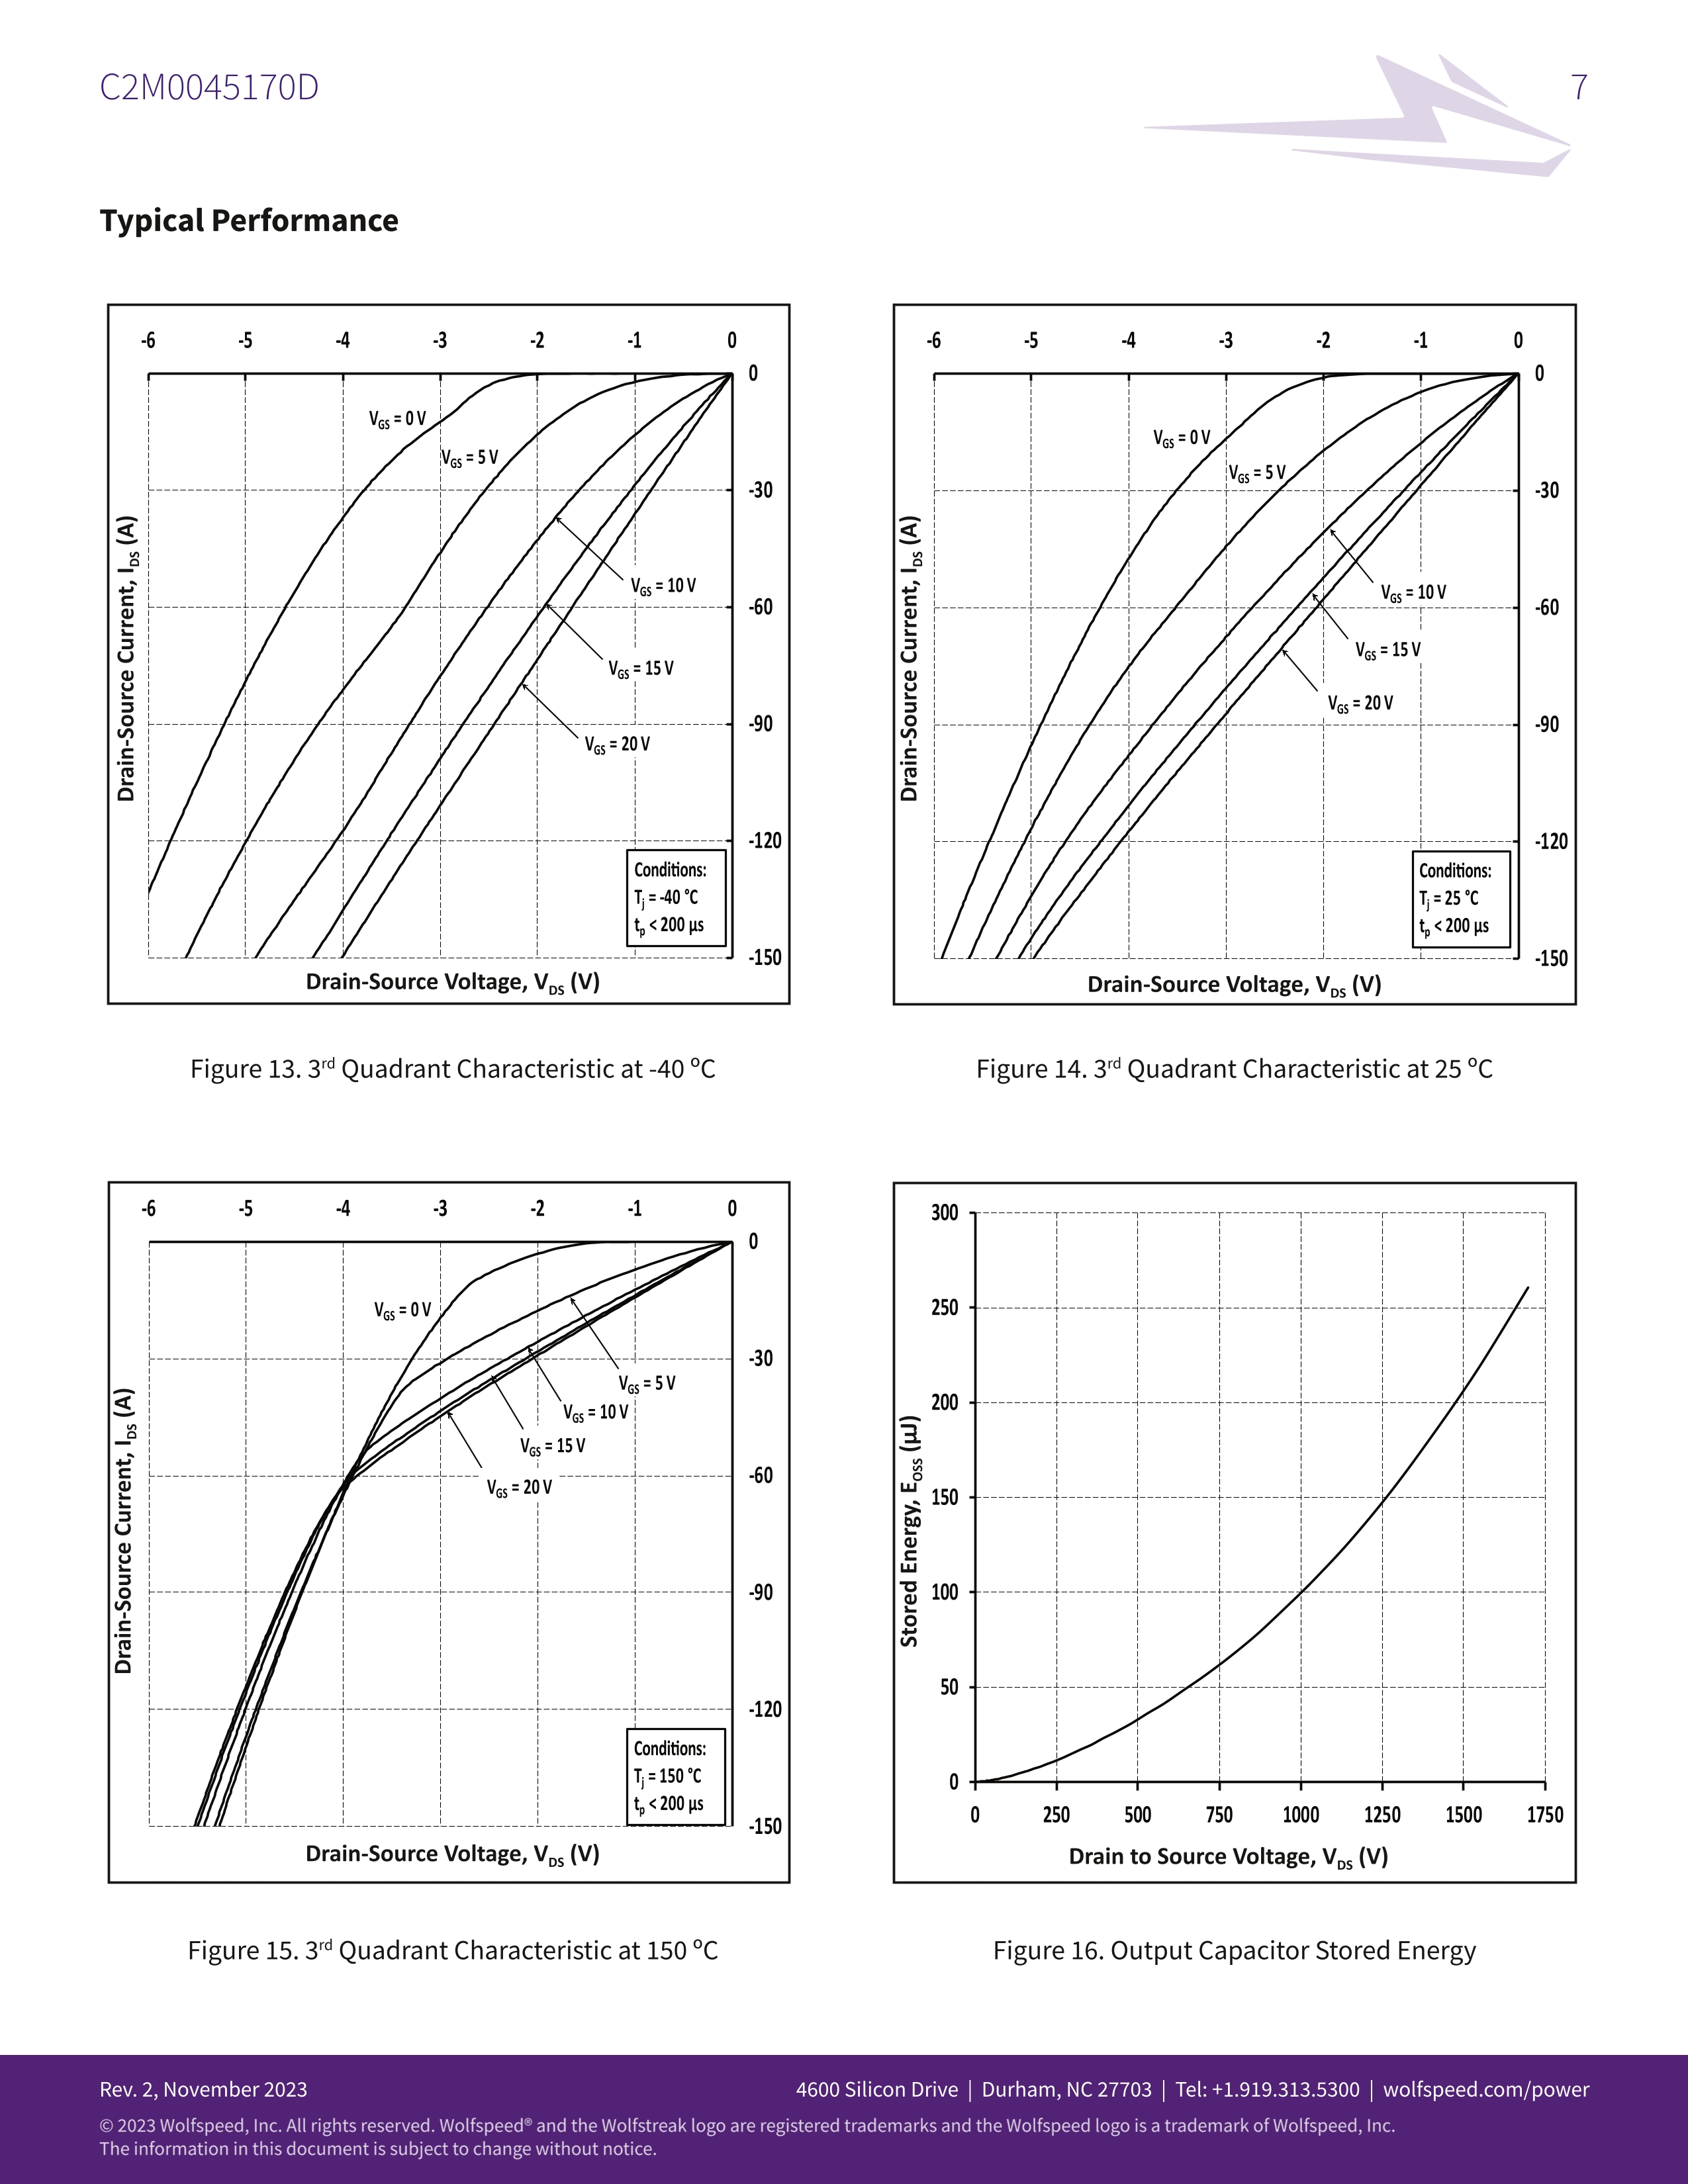 C2M0045170D
7
Typical Performance
-6 -5 -4 -3 -2 -1 0
0
VGS = 0 V
VGS = 5 V
-30
VGS = 10 V
-60
VGS = 15 V
-90
VGS = 20 V
-120
Conditions:
Tj = -40 °C
tp < 200 µs
-150
Drain-Source Current, IDS (A)
Drain-Source Voltage, VDS (V)
Figure 13. 3rd Quadrant Characteristic at -40 ºC
-6 -5 -4 -3 -2 -1 0
0
VGS = 0 V
VGS = 5 V
-30
VGS = 10 V
-60
VGS = 15 V
VGS = 20 V
-90
-120
Conditions:
Tj = 25 °C
tp < 200 µs
-150
Drain-Source Current, IDS (A)
Drain-Source Voltage, VDS (V)
Figure 14. 3rd Quadrant Characteristic at 25 ºC
-6 -5 -4 -3 -2 -1 0
0
VGS = 0 V
-30
VGS = 5 V
VGS = 10 V
VGS = 15 V
-60
VGS = 20 V
-90
-120
Conditions:
Tj = 150 °C
tp < 200 µs
-150
Drain-Source Current, IDS (A)
Drain-Source Voltage, VDS (V)
Figure 15. 3rd Quadrant Characteristic at 150 ºC
300
250
200
150
100
50
0
0 250 500 750 1000 1250 1500 1750
Stored Energy, EOSS (µJ)
Drain to Source Voltage, VDS (V)
Figure 16. Output Capacitor Stored Energy
Rev. 2, November 2023
4600 Silicon Drive | Durham, NC 27703 | Tel: +1.919.313.5300 | wolfspeed.com/power
© 2023 Wolfspeed, Inc. All rights reserved. Wolfspeed® and the Wolfstreak logo are registered trademarks and the Wolfspeed logo is a trademark of Wolfspeed, Inc.
The information in this document is subject to change without notice.